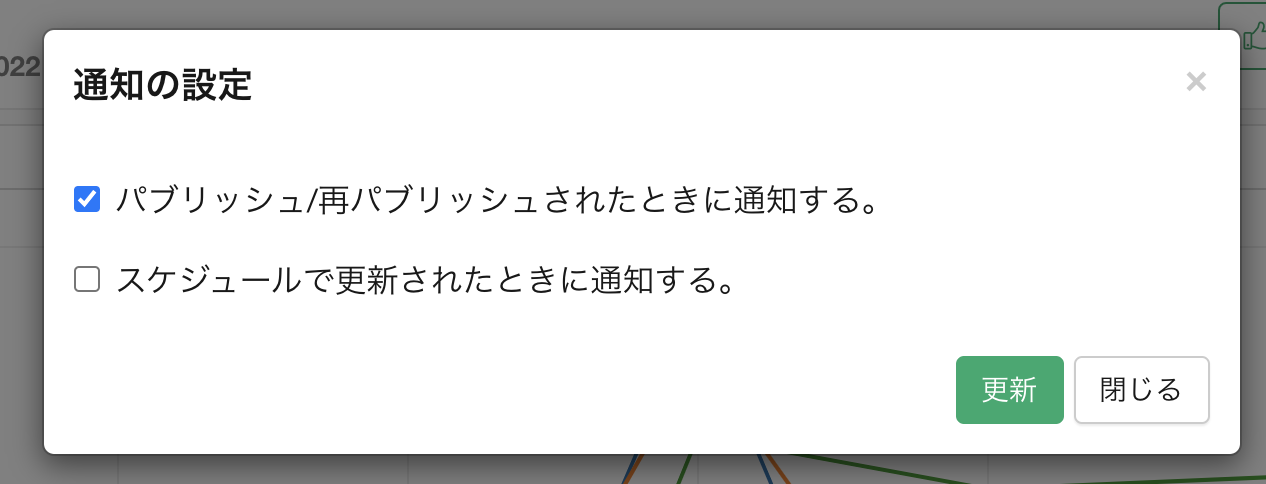 022
通知の設定
×
パブリッシュ/再パブリッシュされたときに通知する。
スケジュールで更新されたときに通知する。
更新
閉じる